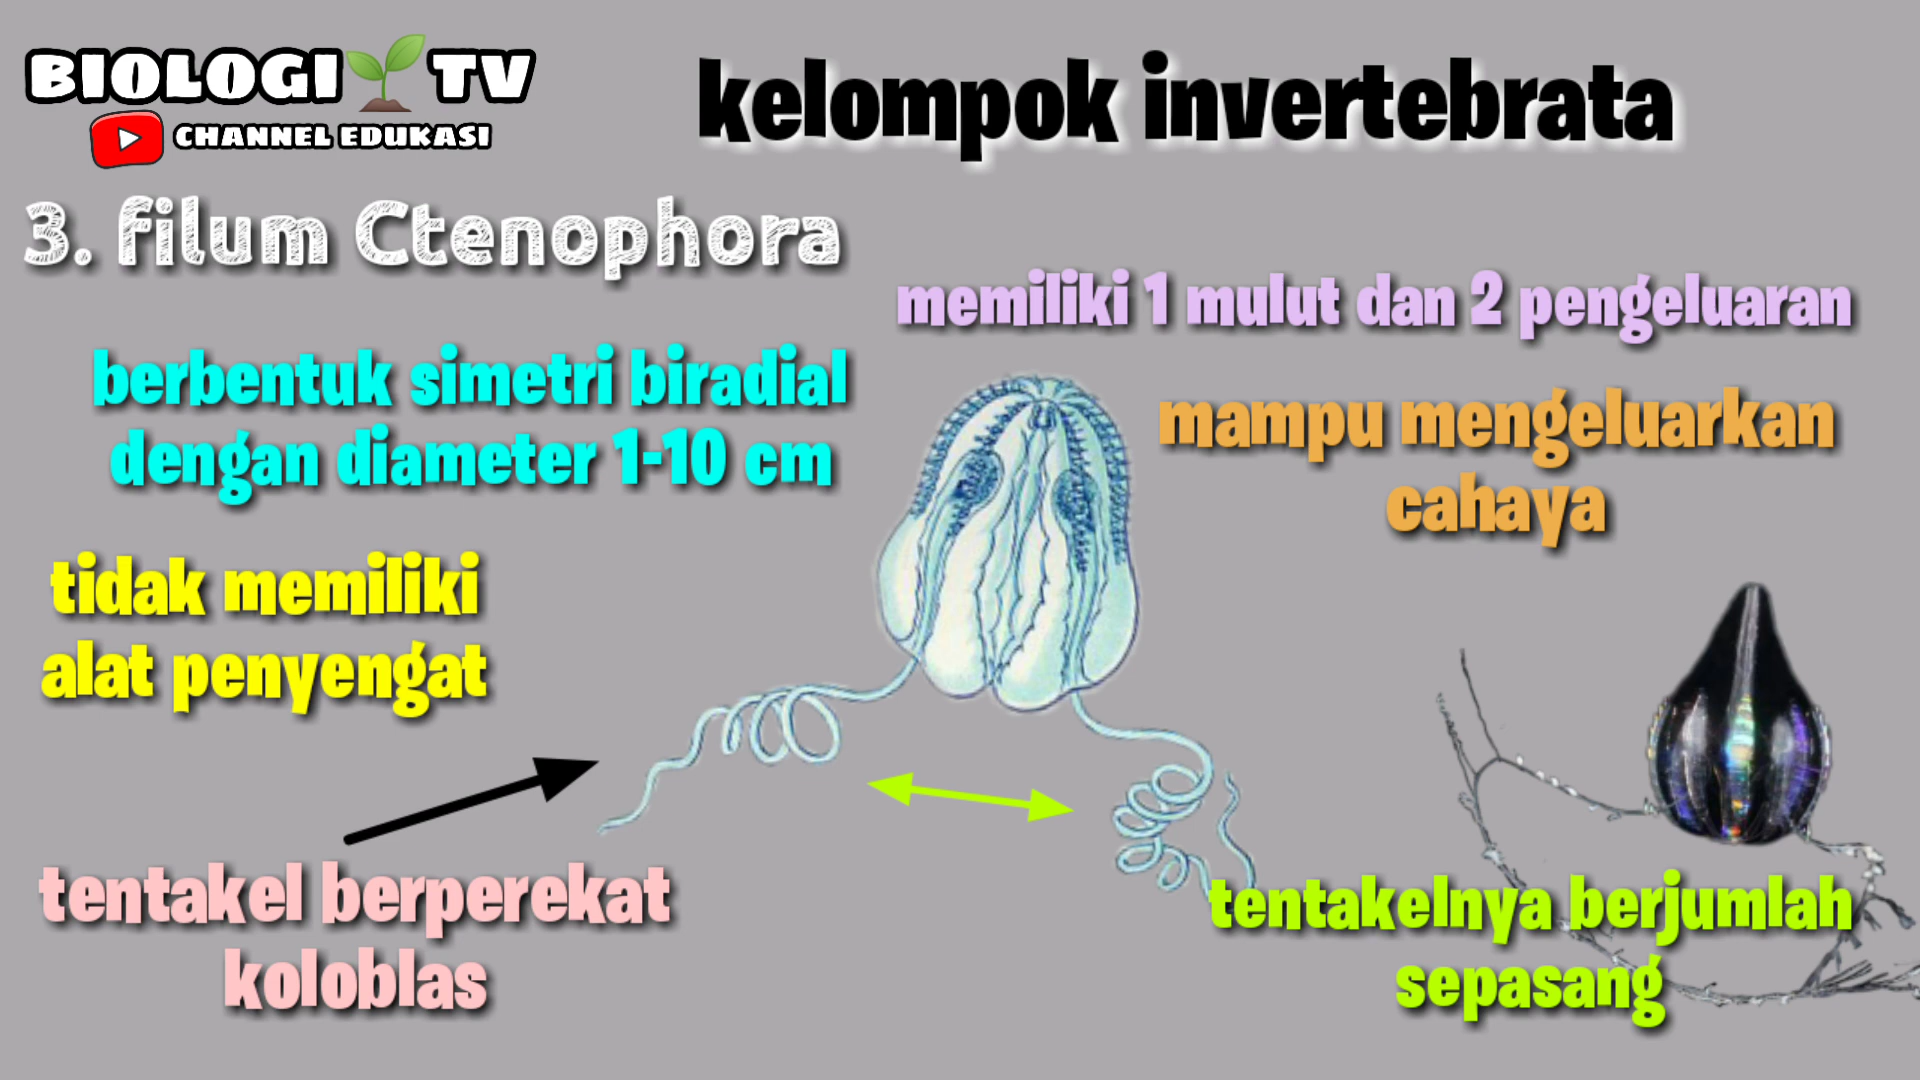 BIOLOGI TV
CHANNEL EDUKASI
kelompok invertebrata
3. filum Ctenophora
memiliki 1 mulut dan 2 pengeluaran
berbentuk simetri biradial
dengan diameter 1-10 cm
mampu mengeluarkan
cahaya
tidak memiliki
alat penyengat
tentakel berperekat
koloblas
tentakelnya berjumlah
sepasang